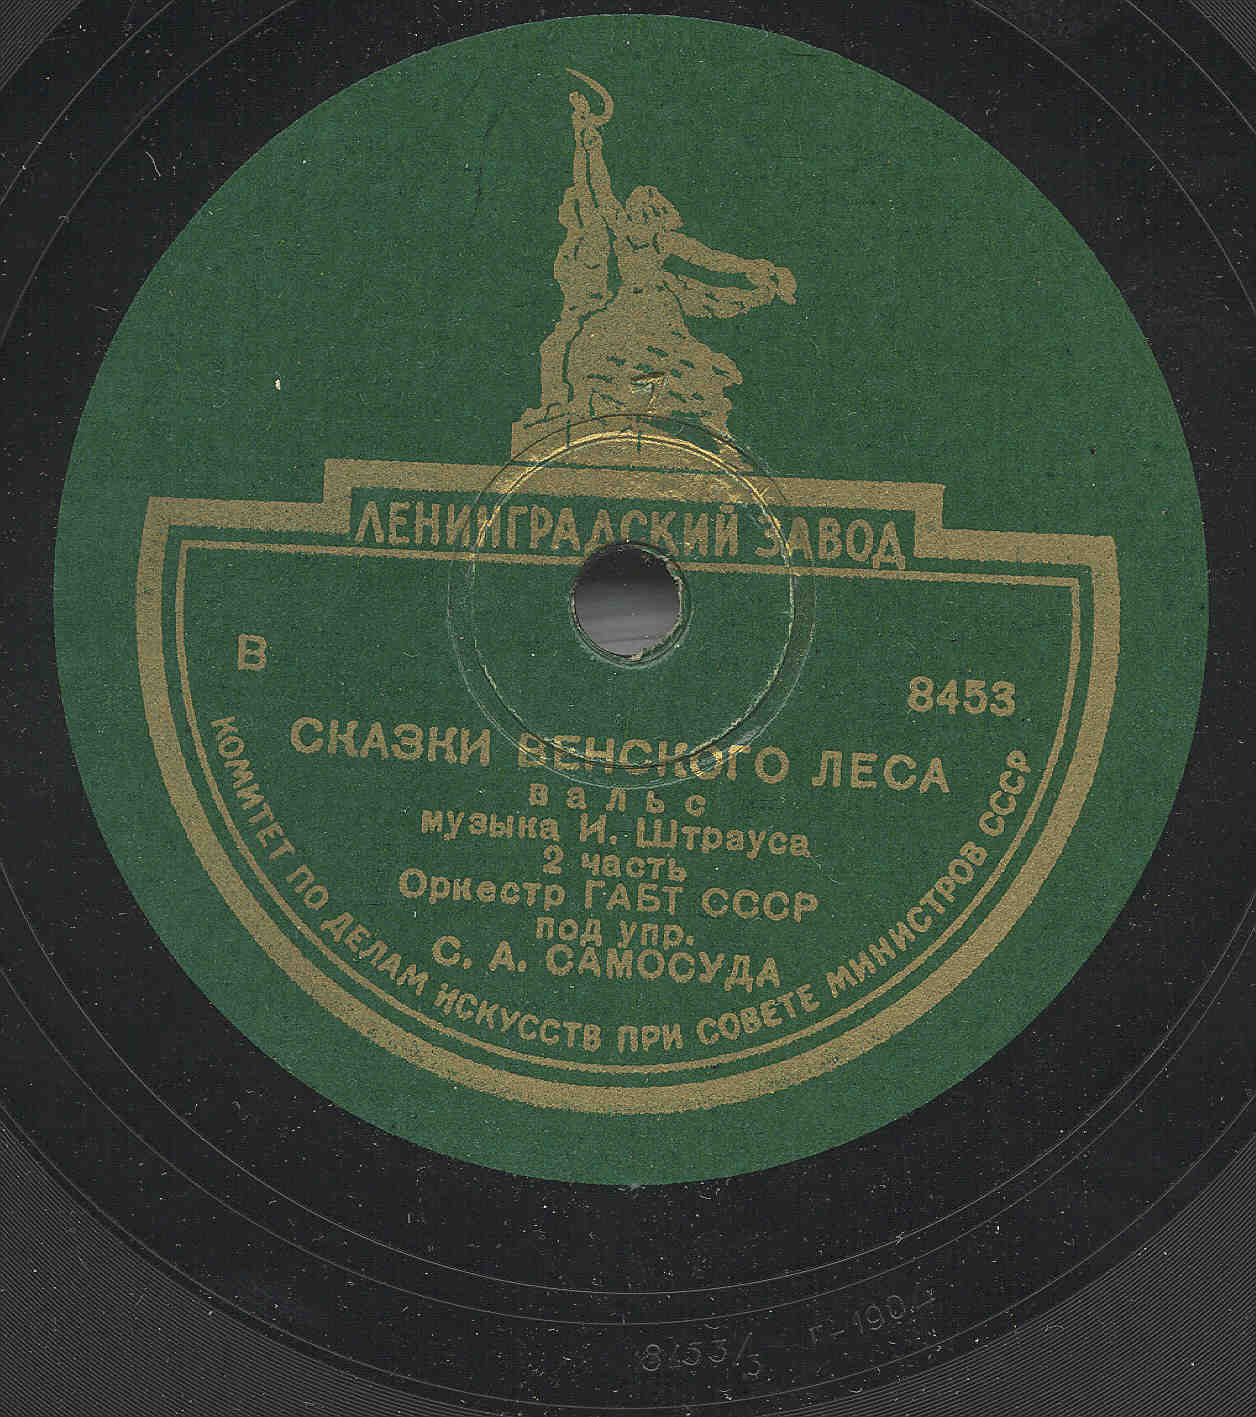 ЛЕНИНГРАДСКИЙ ЗАВОД
В
8453
СКАЗКИ ВЕНСКОГО ЛЕСА
вальс
музыка И. Штрауса
2 часть
Оркестр ГАБТ СССР
под упр.
С. А. САМОСУДА
КОМИТЕТ ПО ДЕЛАМ ИСКУССТВ ПРИ СОВЕТЕ МИНИСТРОВ СССР